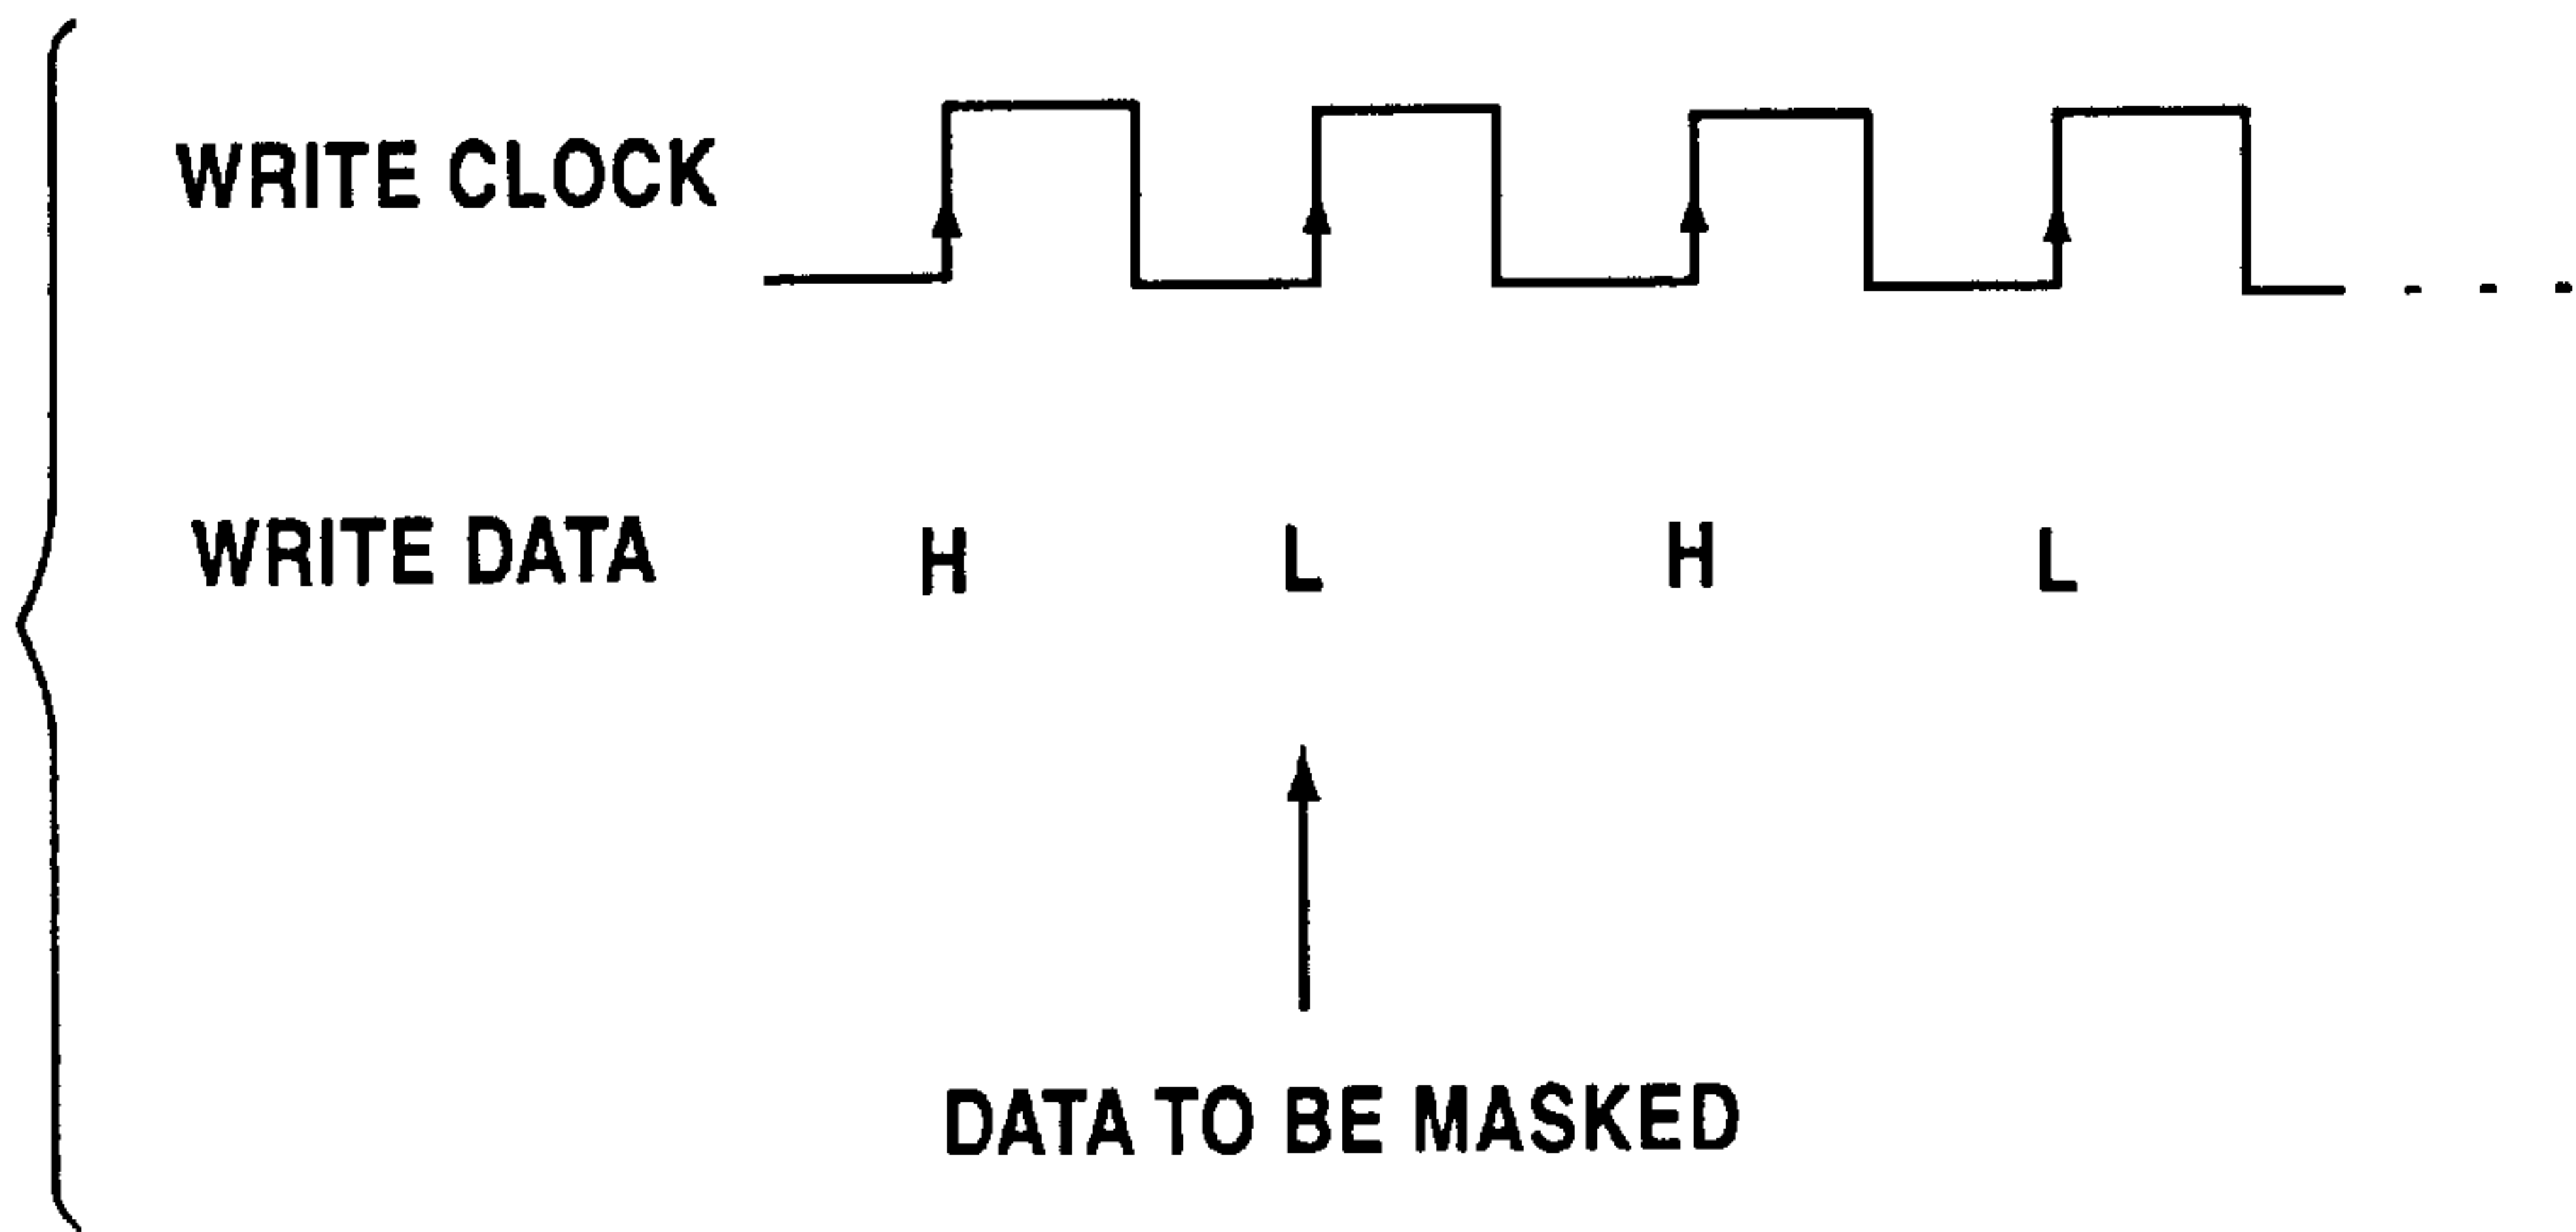 WRITE CLOCK
WRITE DATA H L H L
DATA TO BE MASKED